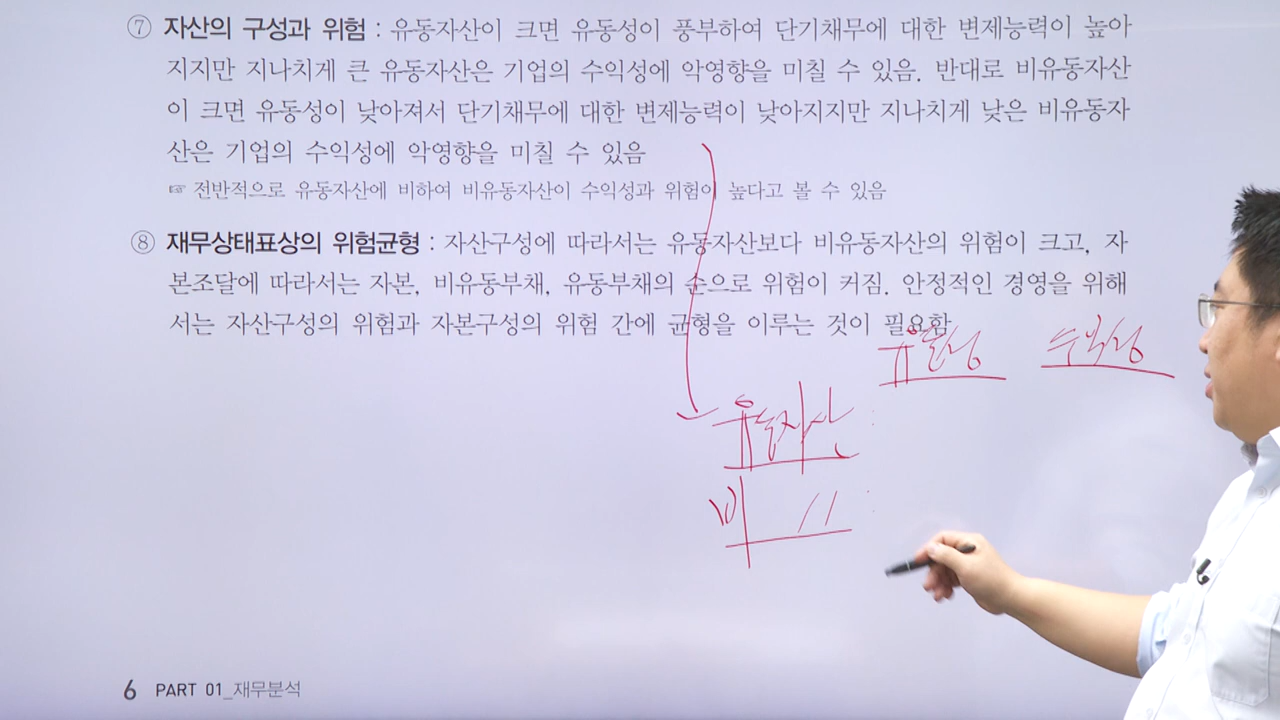 ⑦ 자산의 구성과 위험 : 유동자산이 크면 유동성이 풍부하여 단기채무에 대한 변제능력이 높아
지지만 지나치게 큰 유동자산은 기업의 수익성에 악영향을 미칠 수 있음. 반대로 비유동자산
이 크면 유동성이 낮아져서 단기채무에 대한 변제능력이 낮아지지만 지나치게 낮은 비유동자
산은 기업의 수익성에 악영향을 미칠 수 있음
☞ 전반적으로 유동자산에 비하여 비유동자산이 수익성과 위험이 높다고 볼 수 있음
⑧ 재무상태표상의 위험균형 : 자산구성에 따라서는 유동자산보다 비유동자산의 위험이 크고, 자
본조달에 따라서는 자본, 비유동부채, 유동부채의 순으로 위험이 커짐. 안정적인 경영을 위해
서는 자산구성의 위험과 자본구성의 위험 간에 균형을 이루는 것이 필요함
유동성 수익성
유동자산 :
비 〃 :
6 PART 01_재무분석